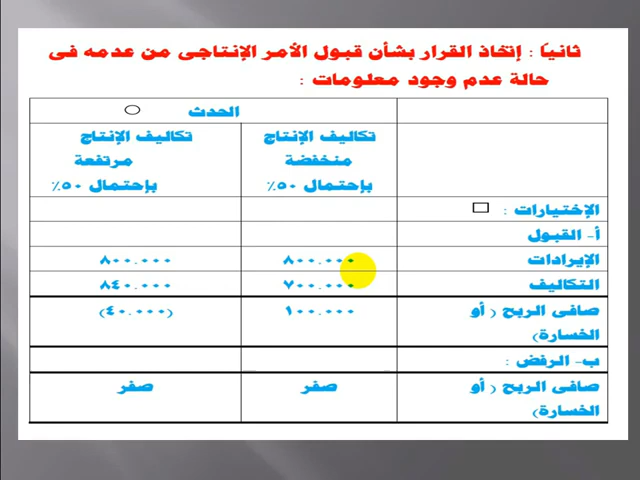 ثانيًا : إتخاذ القرار بشأن قبول الأمر الإنتاجى من عدمه فى
حالة عدم وجود معلومات :
الحدث
تكاليف الإنتاج منخفضة بإحتمال ٥٠٪ تكاليف الإنتاج مرتفعة بإحتمال ٥٠٪
الإختيارات :
أ- القبول
الإيرادات ٨٠٠.٠٠٠ ٨٠٠.٠٠٠
التكاليف ٧٠٠.٠٠٠ ٨٤٠.٠٠٠
صافى الربح ( أو ١٠٠.٠٠٠ (٤٠.٠٠٠)
الخسارة)
ب- الرفض :
صافى الربح ( أو صفر صفر
الخسارة)